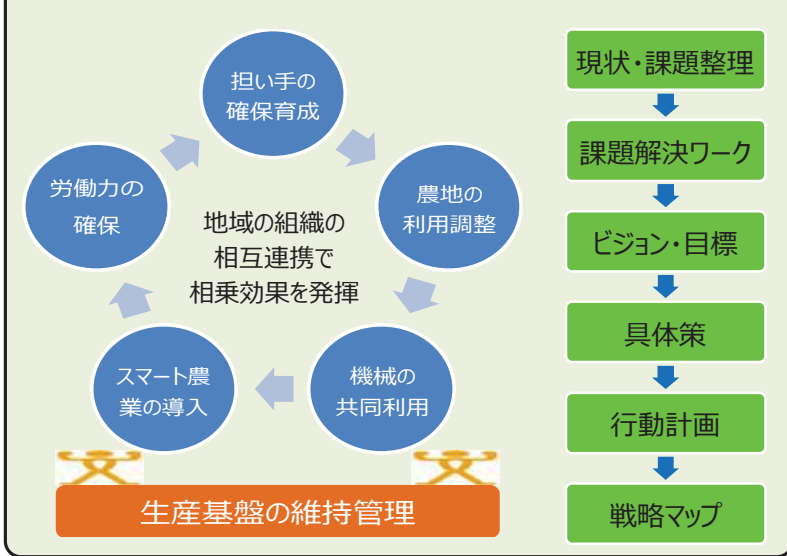 担い手の
確保育成
農地の
利用調整
機械の
共同利用
スマート農
業の導入
労働力の
確保
地域の組織の
相互連携で
相乗効果を発揮
生産基盤の維持管理
現状・課題整理
課題解決ワーク
ビジョン・目標
具体策
行動計画
戦略マップ